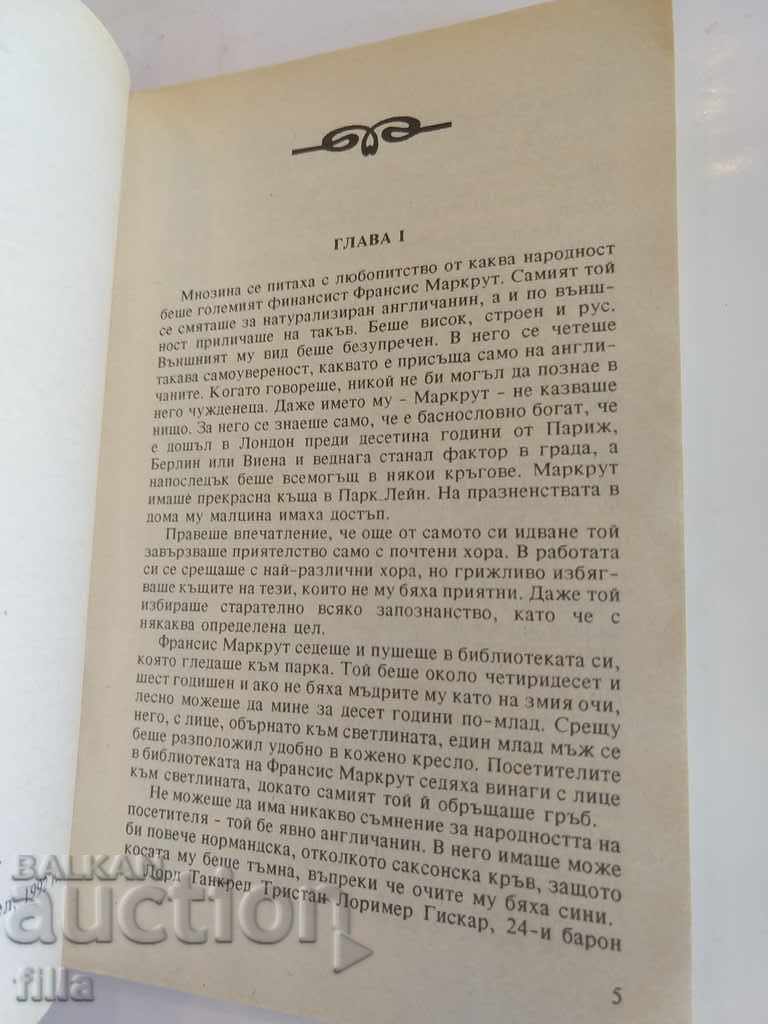 ГЛАВА I
Мнозина се питаха с любопитство от каква народност
беше големият финансист Франсис Маркрут. Самият той
се смяташе за натурализиран англичанин, а и по външ-
ност приличаше на такъв. Беше висок, строен и рус.
Външният му вид беше безупречен. В него се четеше
такава самоувереност, каквато е присъща само на англи-
чаните. Когато говореше, никой не би могъл да познае в
него чужденеца. Даже името му - Маркрут - не казваше
нищо. За него се знаеше само, че е баснословно богат, че
е дошъл в Лондон преди десетина години от Париж,
Берлин или Виена и веднага станал фактор в града, а
напоследък беше всемогъщ в някои кръгове. Маркрут
имаше прекрасна къща в Парк Лейн. На празненствата в
дома му малцина имаха достъп.
Правеше впечатление, че още от самото си идване той
завързваше приятелство само с почтени хора. В работата
си се срещаше с най-различни хора, но грижливо избяг-
ваше къщите на тези, които не му бяха приятни. Даже той
избираше старателно всяко запознанство, като че с
някаква определена цел.
Франсис Маркрут седеше и пушеше в библиотеката си,
която гледаше към парка. Той беше около четиридесет и
шест годишен и ако не бяха мъдрите му като на змия очи,
лесно можеше да мине за десет години по-млад. Срещу
него, с лице, обърнато към светлината, един млад мъж се
беше разположил удобно в кожено кресло. Посетителите
в библиотеката на Франсис Маркрут седяха винаги с лице
към светлината, докато самият той й обръщаше гръб.
Не можеше да има никакво съмнение за народността на
посетителя - той бе явно англичанин. В него имаше може
би повече нормандска, отколкото саксонска кръв, защото
косата му беше тъмна, въпреки че очите му бяха сини.
Лорд Танкред Тристан Лоример Гискар, 24-и барон
5
BALKAN
auction
filla